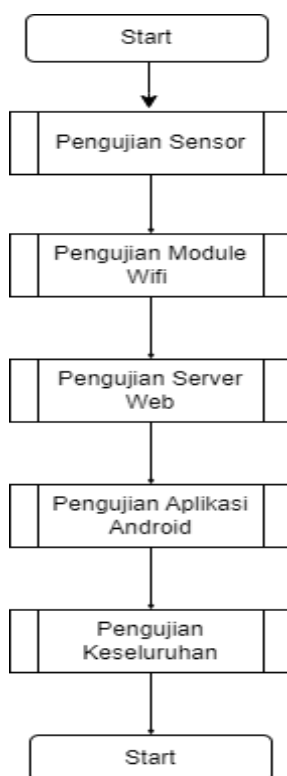 Start
Pengujian Sensor
Pengujian Module
Wifi
Pengujian Server
Web
Pengujian Aplikasi
Android
Pengujian
Keseluruhan
Start